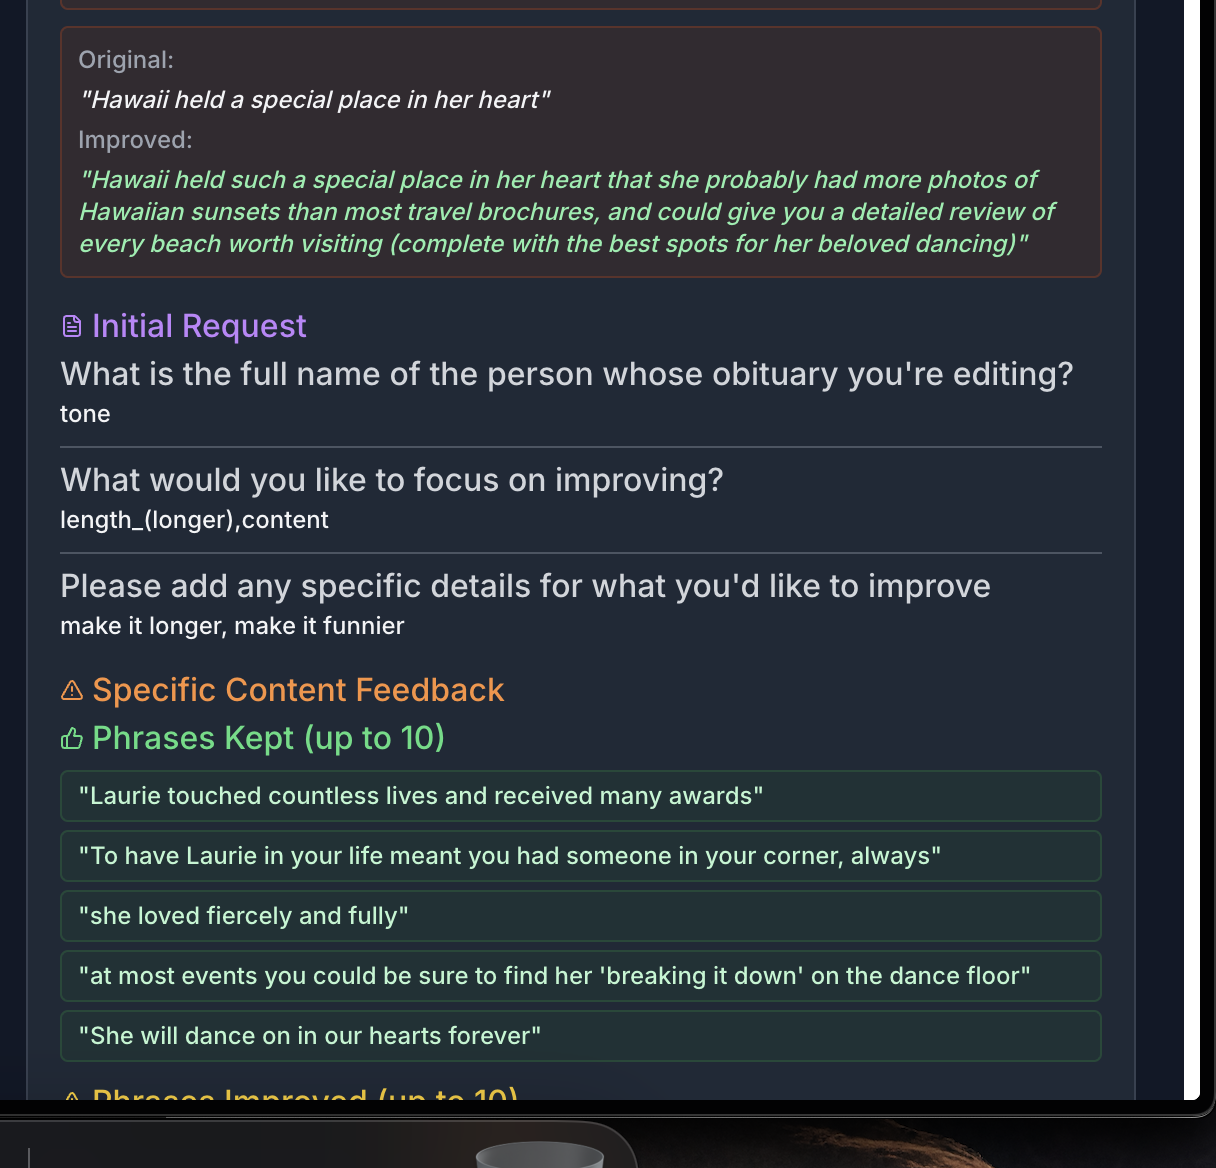 Original:
"Hawaii held a special place in her heart"
Improved:
"Hawaii held such a special place in her heart that she probably had more photos of
Hawaiian sunsets than most travel brochures, and could give you a detailed review of
every beach worth visiting (complete with the best spots for her beloved dancing)"
Initial Request
What is the full name of the person whose obituary you're editing?
tone
What would you like to focus on improving?
length_(longer),content
Please add any specific details for what you'd like to improve
make it longer, make it funnier
Specific Content Feedback
Phrases Kept (up to 10)
"Laurie touched countless lives and received many awards"
"To have Laurie in your life meant you had someone in your corner, always"
"she loved fiercely and fully"
"at most events you could be sure to find her 'breaking it down' on the dance floor"
"She will dance on in our hearts forever"
Phrases Improved (up to 10)